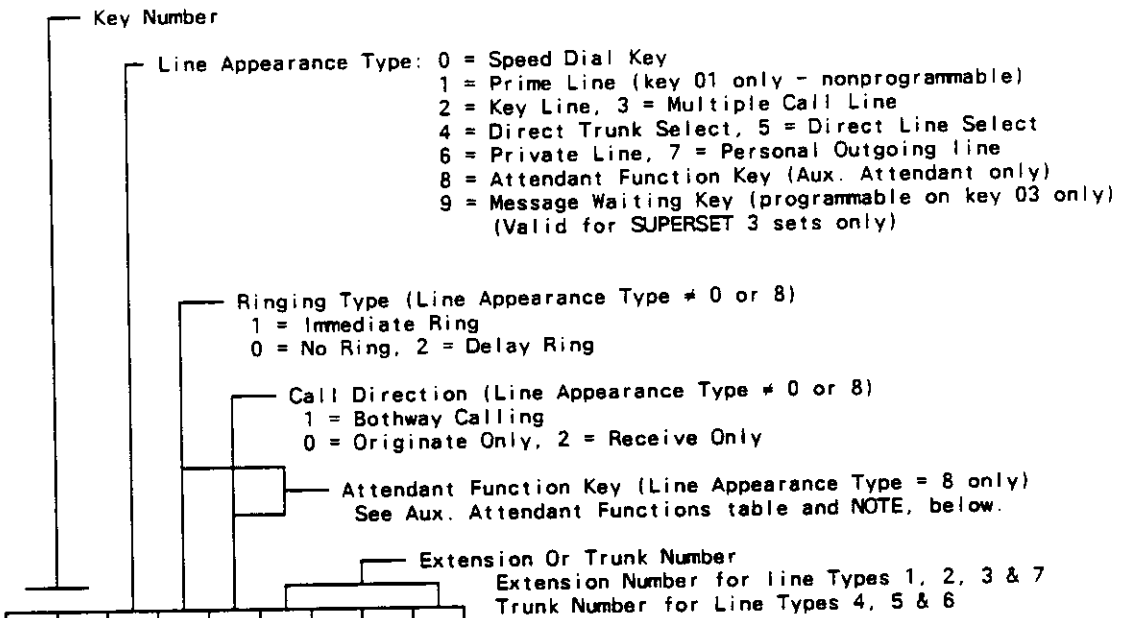 Key Number
Line Appearance Type: 0 = Speed Dial Key
1 = Prime Line (key 01 only - nonprogrammable)
2 = Key Line, 3 = Multiple Call Line
4 = Direct Trunk Select, 5 = Direct Line Select
6 = Private Line, 7 = Personal Outgoing line
8 = Attendant Function Key (Aux. Attendant only)
9 = Message Waiting Key (programmable on key 03 only)
(Valid for SUPERSET 3 sets only)
Ringing Type (Line Appearance Type ≠ 0 or 8)
1 = Immediate Ring
0 = No Ring, 2 = Delay Ring
Call Direction (Line Appearance Type ≠ 0 or 8)
1 = Bothway Calling
0 = Originate Only, 2 = Receive Only
Attendant Function Key (Line Appearance Type = 8 only)
See Aux. Attendant Functions table and NOTE, below.
Extension Or Trunk Number
Extension Number for line Types 1, 2, 3 & 7
Trunk Number for Line Types 4, 5 & 6